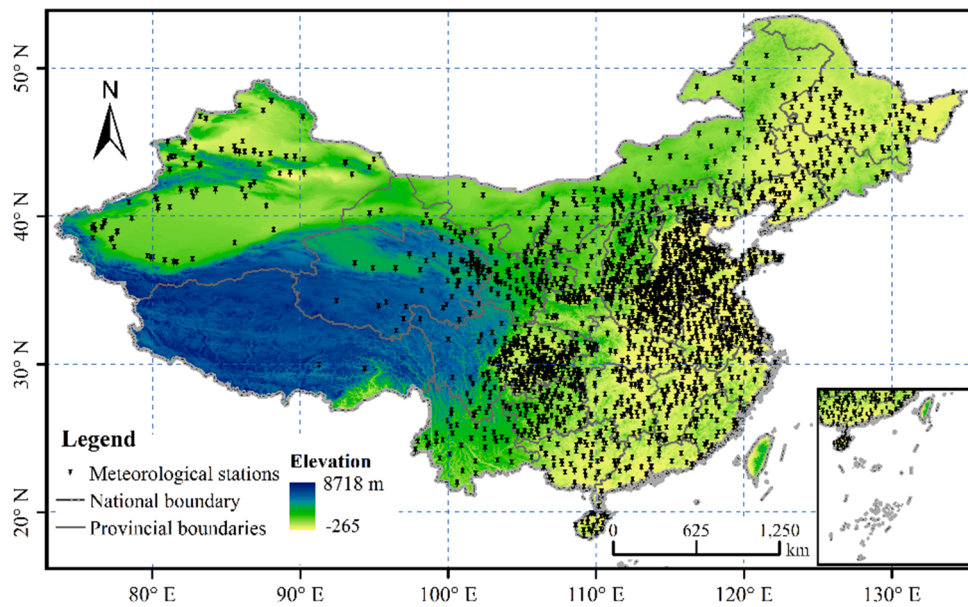 50° N
40° N
30° N
20° N
N
Legend
Meteorological stations
National boundary
Provincial boundaries
Elevation
8718 m
-265
0 625 1,250
km
80° E 90° E 100° E 110° E 120° E 130° E